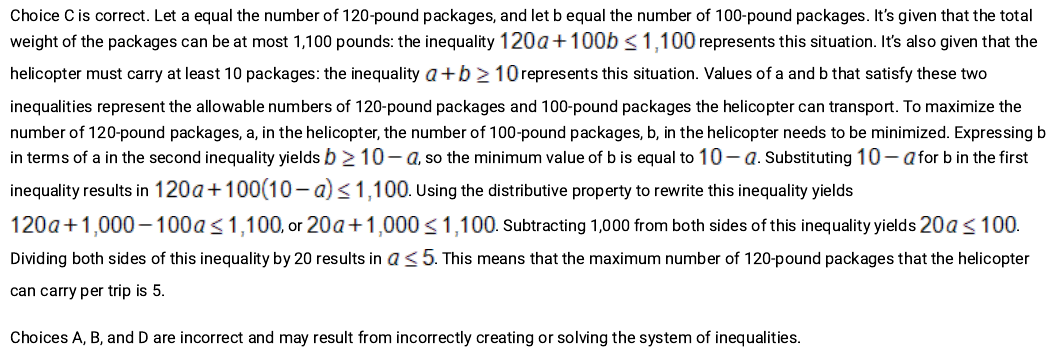 Choice C is correct. Let a equal the number of 120-pound packages, and let b equal the number of 100-pound packages. It’s given that the total
weight of the packages can be at most 1,100 pounds: the inequality 120a+100b ≤ 1,100 represents this situation. It’s also given that the
helicopter must carry at least 10 packages: the inequality a+b ≥ 10 represents this situation. Values of a and b that satisfy these two
inequalities represent the allowable numbers of 120-pound packages and 100-pound packages the helicopter can transport. To maximize the
number of 120-pound packages, a, in the helicopter, the number of 100-pound packages, b, in the helicopter needs to be minimized. Expressing b
in terms of a in the second inequality yields b ≥ 10 – a, so the minimum value of b is equal to 10 – a. Substituting 10 – a for b in the first
inequality results in 120a+100(10 – a) ≤ 1,100. Using the distributive property to rewrite this inequality yields
120a+1,000 – 100a ≤ 1,100, or 20a+1,000 ≤ 1,100. Subtracting 1,000 from both sides of this inequality yields 20a ≤ 100.
Dividing both sides of this inequality by 20 results in a ≤ 5. This means that the maximum number of 120-pound packages that the helicopter
can carry per trip is 5.
Choices A, B, and D are incorrect and may result from incorrectly creating or solving the system of inequalities.